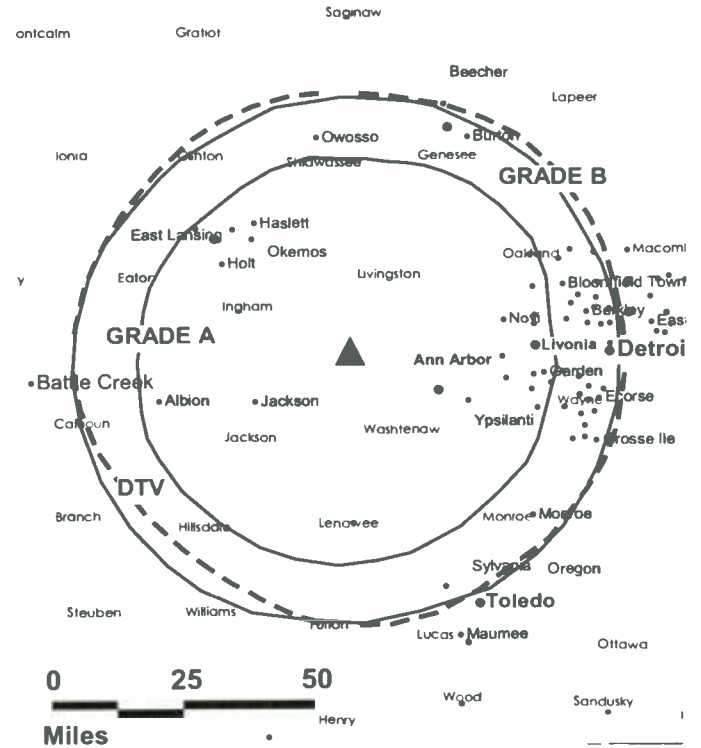 Saginaw
ontcalm
Gratiot
Beecher
Lapeer
Owosso
Burton
Ionia
Clinton
Shiawassee
Genesee
GRADE B
Haslett
East Lansing
Okemos
Oakland
Macoml
Holt
Livingston
y
Eaton
Bloomfield Town
Ingham
Berkley
Novi
East
GRADE A
Livonia
Detroi
Ann Arbor
Garden
Battle Creek
Albion
Jackson
Wayne
Ecorse
Calhoun
Ypsilanti
Jackson
Washtenaw
Grosse Ile
DTV
Branch
Hillsdale
Lenawee
Monroe
Monroe
Sylvania
Oregon
Steuben
Williams
Toledo
Fulton
Lucas
Maumee
Ottawa
0 25 50
Wood
Sandusky
Henry
Miles